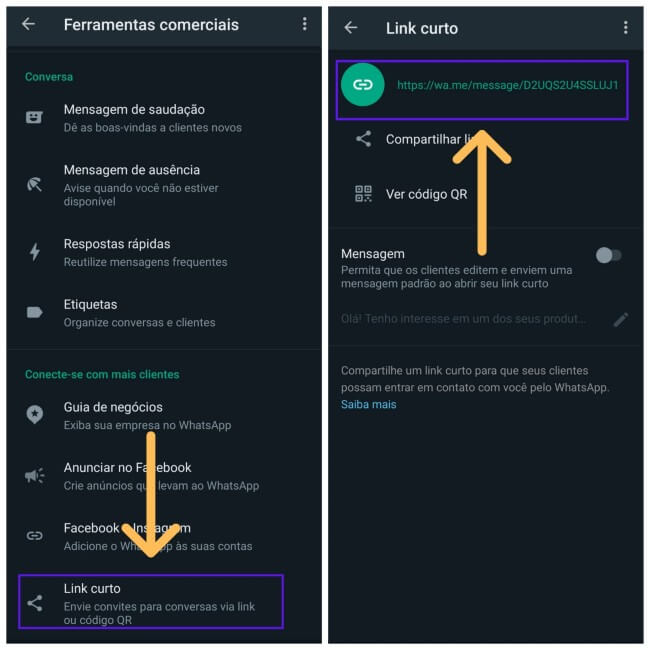 Ferramentas comerciais
Conversa
Mensagem de saudação
Dê as boas-vindas a clientes novos
Mensagem de ausência
Avise quando você não estiver
disponível
Respostas rápidas
Reutilize mensagens frequentes
Etiquetas
Organize conversas e clientes
Conecte-se com mais clientes
Guia de negócios
Exiba sua empresa no WhatsApp
Anunciar no Facebook
Crie anúncios que levam ao WhatsApp
Facebook e Instagram
Adicione o WhatsApp às suas contas
Link curto
Envie convites para conversas via link
ou código QR
Link curto
https://wa.me/message/D2UQS2U4SSLUJ1
Compartilhar link
Ver código QR
Mensagem
Permita que os clientes editem e enviem uma
mensagem padrão ao abrir seu link curto
Olá! Tenho interesse em um dos seus produt...
Compartilhe um link curto para que seus clientes
possam entrar em contato com você pelo WhatsApp.
Saiba mais